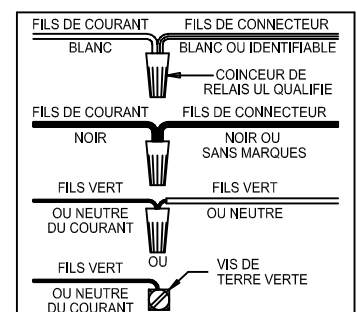 FILS DE COURANT FILS DE CONNECTEUR
BLANC BLANC OU IDENTIFIABLE
COINCEUR DE
RELAIS UL QUALIFIE
FILS DE COURANT FILS DE CONNECTEUR
NOIR NOIR OU
SANS MARQUES
FILS VERT FILS VERT
OU NEUTRE OU NEUTRE
DU COURANT
OU
FILS VERT VIS DE
TERRE VERTE
OU NEUTRE
DU COURANT